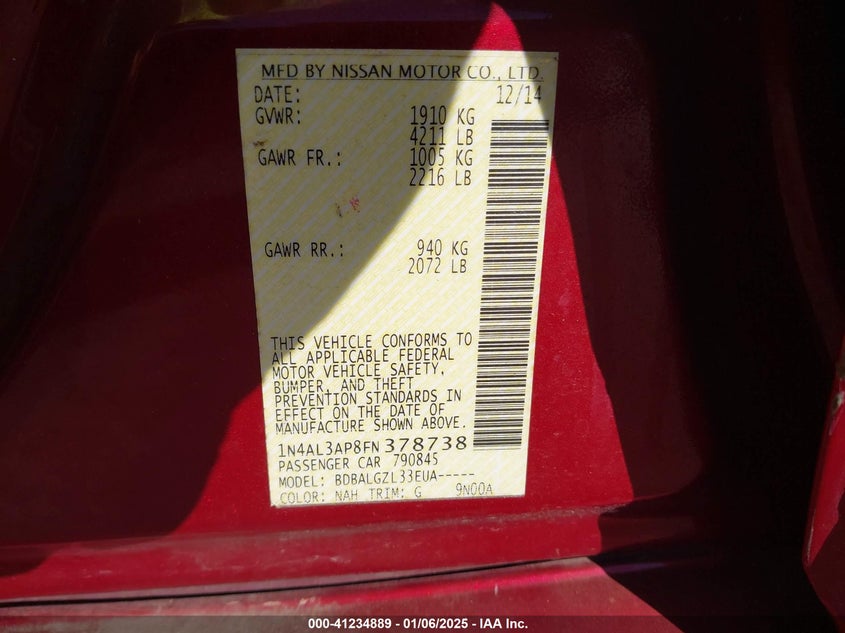 MFD BY NISSAN MOTOR CO., LTD.
DATE: 12/14
GVWR: 1910 KG
4211 LB
GAWR FR.: 1005 KG
2216 LB
GAWR RR.: 940 KG
2072 LB
THIS VEHICLE CONFORMS TO
ALL APPLICABLE FEDERAL
MOTOR VEHICLE SAFETY,
BUMPER, AND THEFT
PREVENTION STANDARDS IN
EFFECT ON THE DATE OF
MANUFACTURE SHOWN ABOVE.
1N4AL3AP8FN378738
PASSENGER CAR 790845
MODEL: BDBALGZL33EUA-----
COLOR: NAH TRIM: G 9N00A
000-41234889 - 01/06/2025 - IAA Inc.